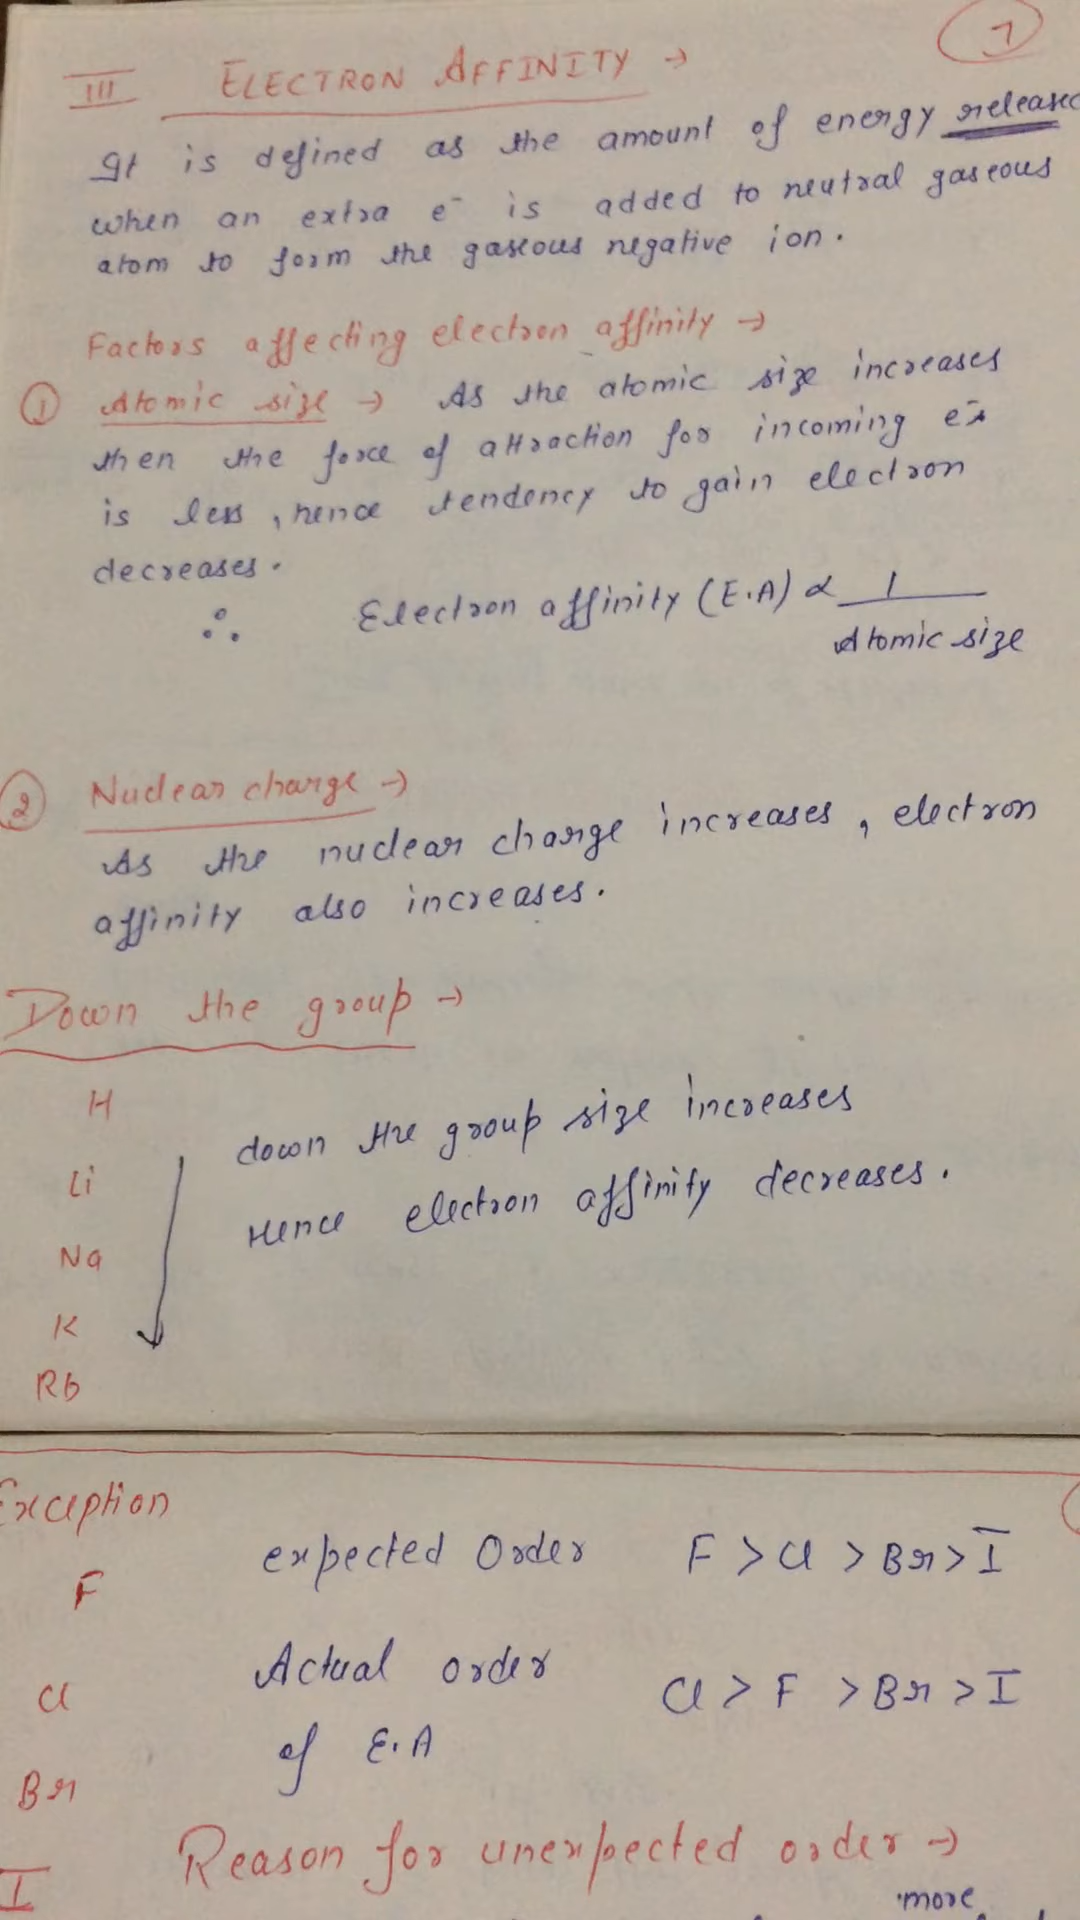 7
III ELECTRON AFFINITY →
It is defined as the amount of energy released
when an extra e⁻ is added to neutral gaseous
atom to form the gaseous negative ion.
Factors affecting electron affinity →
① Atomic size → As the atomic size increases
then the force of attraction for incoming e⁻s
is less, hence tendency to gain electron
decreases.
∴ Electron affinity (E.A) ∝ 1
Atomic size
② Nuclear charge →
As the nuclear charge increases, electron
affinity also increases.
Down the group →
H
down the group size increases
Li
Hence electron affinity decreases.
Na
K
Rb
Exception
expected Order F > Cl > Br > I
F
Actual order Cl > F > Br > I
Cl
of E.A
Br
Reason for unexpected order →
I
more